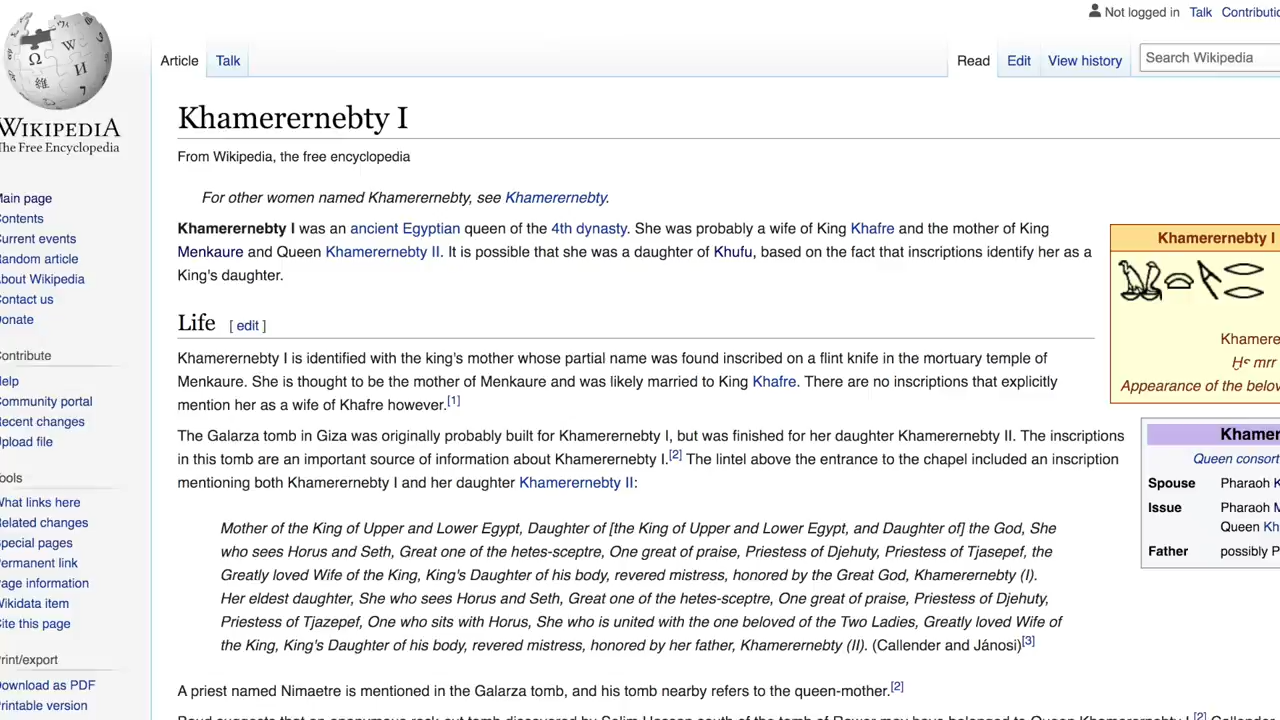 Not logged in Talk Contributio
Article Talk Read Edit View history Search Wikipedia
WIKIPEDIA
The Free Encyclopedia
Khamerernebty I
From Wikipedia, the free encyclopedia
For other women named Khamerernebty, see Khamerernebty.
Khamerernebty I was an ancient Egyptian queen of the 4th dynasty. She was probably a wife of King Khafre and the mother of King
Menkaure and Queen Khamerernebty II. It is possible that she was a daughter of Khufu, based on the fact that inscriptions identify her as a
King's daughter.
Life [ edit ]
Khamerernebty I is identified with the king's mother whose partial name was found inscribed on a flint knife in the mortuary temple of
Menkaure. She is thought to be the mother of Menkaure and was likely married to King Khafre. There are no inscriptions that explicitly
mention her as a wife of Khafre however.[1]
The Galarza tomb in Giza was originally probably built for Khamerernebty I, but was finished for her daughter Khamerernebty II. The inscriptions
in this tomb are an important source of information about Khamerernebty I.[2] The lintel above the entrance to the chapel included an inscription
mentioning both Khamerernebty I and her daughter Khamerernebty II:
Mother of the King of Upper and Lower Egypt, Daughter of [the King of Upper and Lower Egypt, and Daughter of] the God, She
who sees Horus and Seth, Great one of the hetes-sceptre, One great of praise, Priestess of Djehuty, Priestess of Tjasepef, the
Greatly loved Wife of the King, King's Daughter of his body, revered mistress, honored by the Great God, Khamerernebty (I).
Her eldest daughter, She who sees Horus and Seth, Great one of the hetes-sceptre, One great of praise, Priestess of Djehuty,
Priestess of Tjazepef, One who sits with Horus, She who is united with the one beloved of the Two Ladies, Greatly loved Wife of
the King, King's Daughter of his body, revered mistress, honored by her father, Khamerernebty (II). (Callender and Jánosi)[3]
A priest named Nimaetre is mentioned in the Galarza tomb, and his tomb nearby refers to the queen-mother.[2]
Main page
Contents
Current events
Random article
About Wikipedia
Contact us
Donate
Contribute
Help
Community portal
Recent changes
Upload file
Tools
What links here
Related changes
Special pages
Permanent link
Page information
Wikidata item
Cite this page
Print/export
Download as PDF
Printable version
Khamerernebty I
Khamere
Ḫꜥ mrr
Appearance of the belov
Khamer
Queen consort
Spouse Pharaoh K
Issue Pharaoh M
Queen Kh
Father possibly P